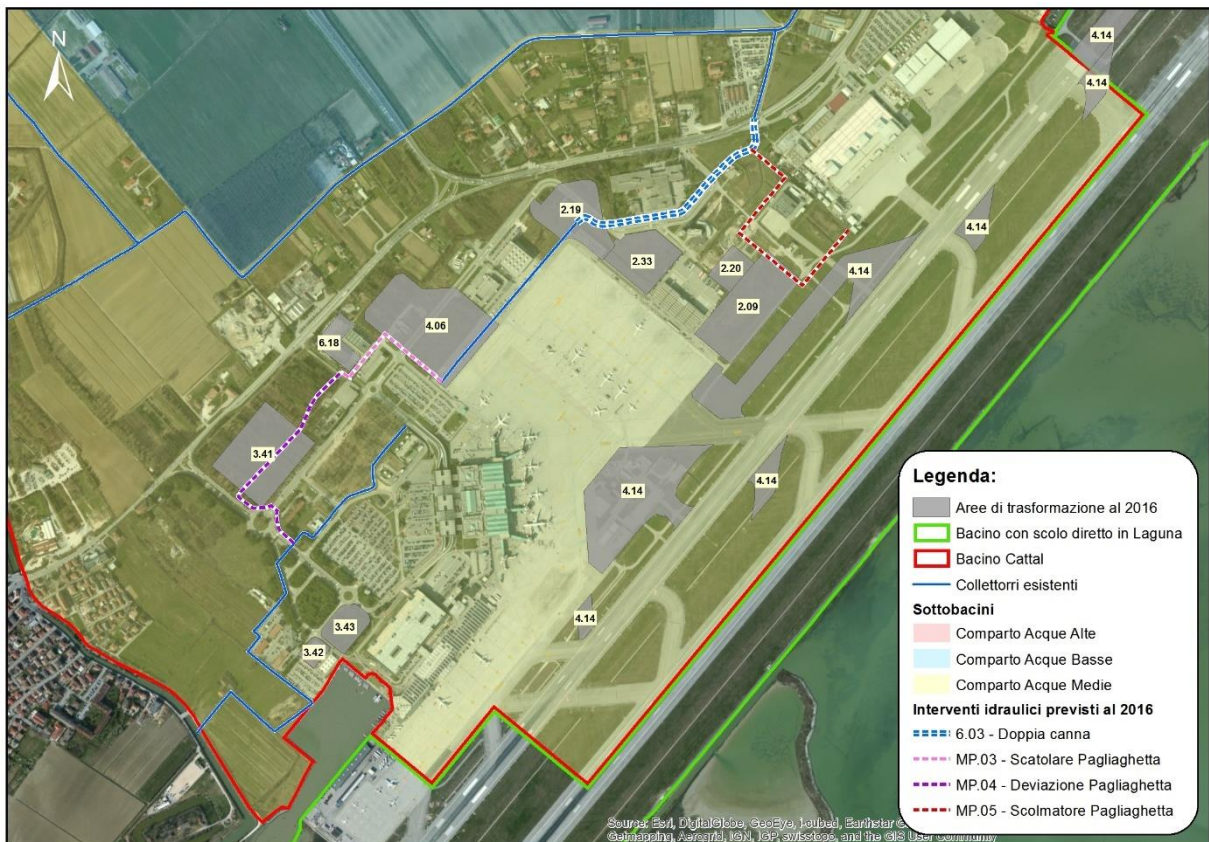 N
4.14
4.14
2.19
4.14
2.33
2.20
4.14
2.09
4.06
6.18
3.41
4.14
4.14
4.14
3.43
3.42
Legenda:
Aree di trasformazione al 2016
Bacino con scolo diretto in Laguna
Bacino Cattal
Collettorri esistenti
Sottobacini
Comparto Acque Alte
Comparto Acque Basse
Comparto Acque Medie
Interventi idraulici previsti al 2016
6.03 - Doppia canna
MP.03 - Scatolare Pagliaghetta
MP.04 - Deviazione Pagliaghetta
MP.05 - Scolmatore Pagliaghetta
Source: Esri, DigitalGlobe, GeoEye, i-cubed, Earthstar G
Getmapping, Aerogrid, IGN, IGP, swisstopo, and the GIS User Community